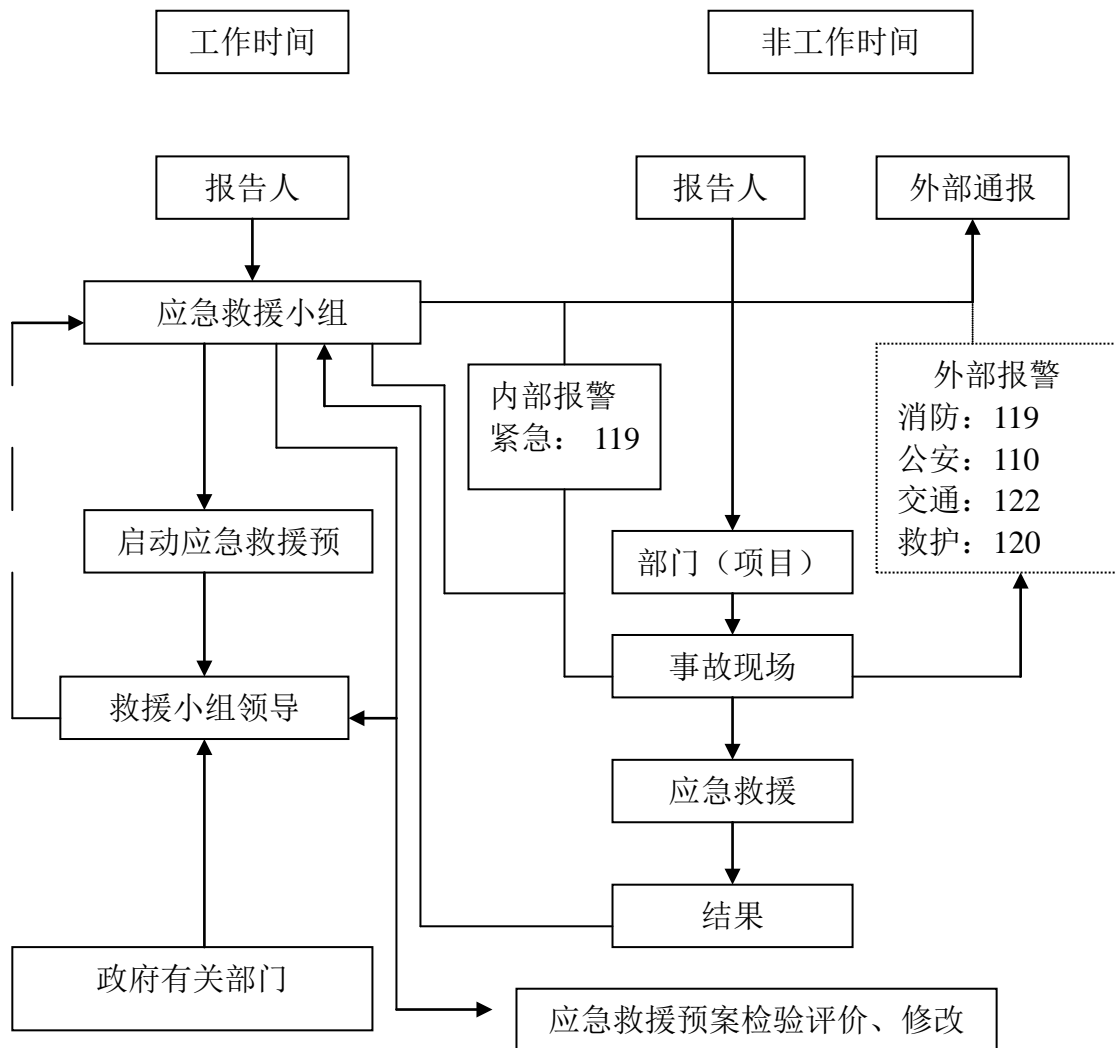 工作时间
非工作时间
报告人
报告人
外部通报
应急救援小组
内部报警
紧急： 119
外部报警
消防：119
公安：110
交通：122
救护：120
启动应急救援预
部门（项目）
事故现场
救援小组领导
应急救援
结果
政府有关部门
应急救援预案检验评价、修改